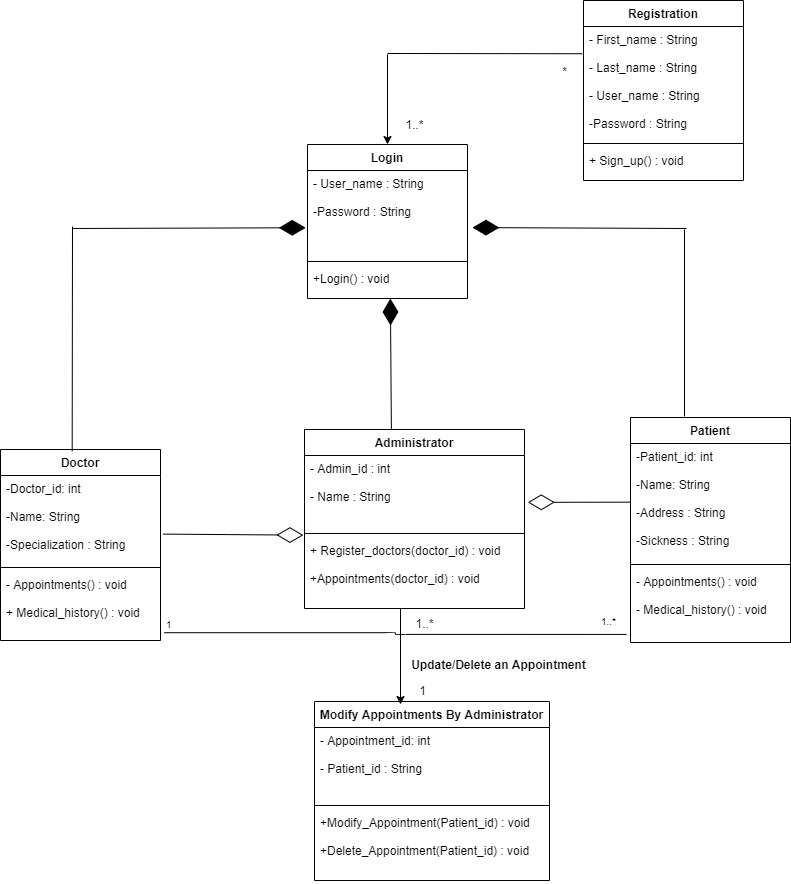 Registration
- First_name : String
- Last_name : String
- User_name : String
-Password : String
+ Sign_up() : void
*
1..*
Login
- User_name : String
-Password : String
+Login() : void
Doctor
-Doctor_id: int
-Name: String
-Specialization : String
- Appointments() : void
+ Medical_history() : void
Administrator
- Admin_id : int
- Name : String
+ Register_doctors(doctor_id) : void
+Appointments(doctor_id) : void
Patient
-Patient_id: int
-Name: String
-Address : String
-Sickness : String
- Appointments() : void
- Medical_history() : void
1
1..*
1..*
Update/Delete an Appointment
1
Modify Appointments By Administrator
- Appointment_id: int
- Patient_id : String
+Modify_Appointment(Patient_id) : void
+Delete_Appointment(Patient_id) : void